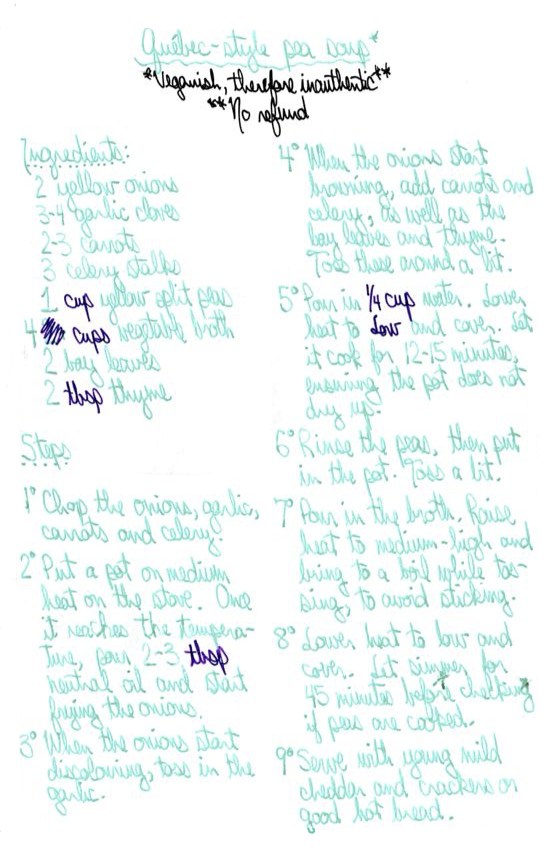 Québec-style pea soup*
*Veganish, therefore inauthentic**
**No refund
Ingredients:
2 yellow onions
3-4 garlic cloves
2-3 carrots
3 celery stalks
1 cup yellow split peas
4 cups vegetable broth
2 bay leaves
2 tbsp thyme
Steps
1° Chop the onions, garlic,
carrots and celery.
2° Put a pot on medium
heat on the stove. Once
it reaches the tempera-
ture, pour 2-3 tbsp
neutral oil and start
frying the onions.
3° When the onions start
discolouring, toss in the
garlic.
4° When the onions start
browning, add carrots and
celery, as well as the
bay leaves and thyme.
Toss these around a bit.
5° Pour in 1/4 cup water. Lower
heat to low and cover. Let
it cook for 12-15 minutes,
ensuring the pot does not
dry up.
6° Rinse the peas, then put
in the pot. Toss a bit.
7° Pour in the broth. Raise
heat to medium-high and
bring to a boil while tos-
sing, to avoid sticking.
8° Lower heat to low and
cover. Let simmer for
45 minutes before checking
if peas are cooked.
9° Serve with young mild
cheddar and crackers or
good hot bread.